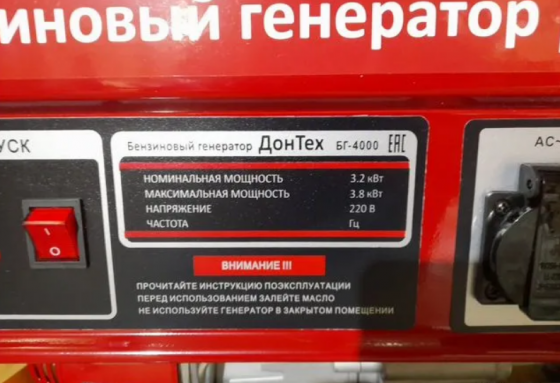 иновый генератор
УСК
Бензиновый генератор ДонТех БГ-4000 ЕАС
НОМИНАЛЬНАЯ МОЩНОСТЬ 3.2 кВт
МАКСИМАЛЬНАЯ МОЩНОСТЬ 3.8 кВт
НАПРЯЖЕНИЕ 220 В
ЧАСТОТА Гц
AC-
ВНИМАНИЕ !!!
ПРОЧИТАЙТЕ ИНСТРУКЦИЮ ПОЭКСПЛУАТАЦИИ
ПЕРЕД ИСПОЛЬЗОВАНИЕМ ЗАЛЕЙТЕ МАСЛО
НЕ ИСПОЛЬЗУЙТЕ ГЕНЕРАТОР В ЗАКРЫТОМ ПОМЕЩЕНИИ
I
O